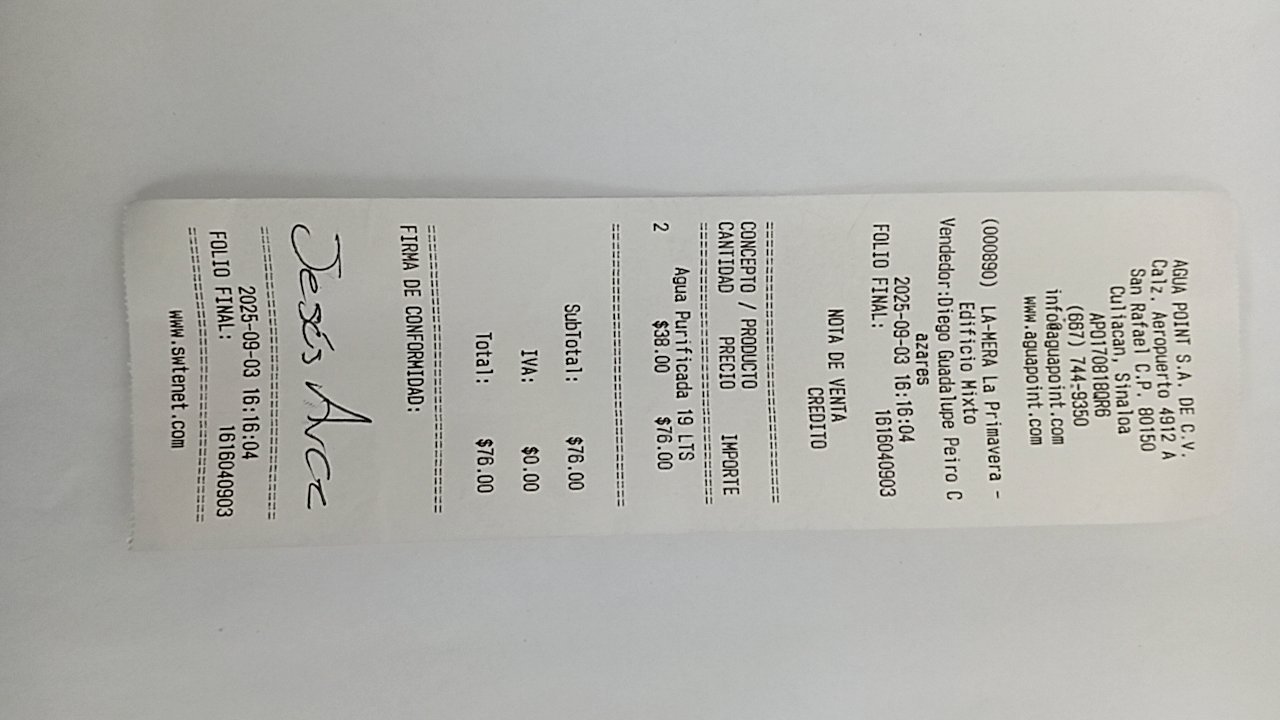 AGUA POINT S.A. DE C.V.
Calz. Aeropuerto 4912 A
San Rafael C.P. 80150
Culiacan, Sinaloa
APO170818QR6
(667) 744-9350
info@aguapoint.com
www.aguapoint.com
(000890) LA-MERA La Primavera -
Edificio Mixto
Vendedor:Diego Guadalupe Peiro C
azares
2025-09-03 16:16:04
FOLIO FINAL: 1616040903
NOTA DE VENTA
CREDITO
================================
CONCEPTO / PRODUCTO
CANTIDAD PRECIO IMPORTE
================================
Agua Purificada 19 LTS
2 $38.00 $76.00
================================
SubTotal: $76.00
IVA: $0.00
Total: $76.00
================================
FIRMA DE CONFORMIDAD:
Jesús Arce
================================
2025-09-03 16:16:04
FOLIO FINAL: 1616040903
================================
www.swtenet.com